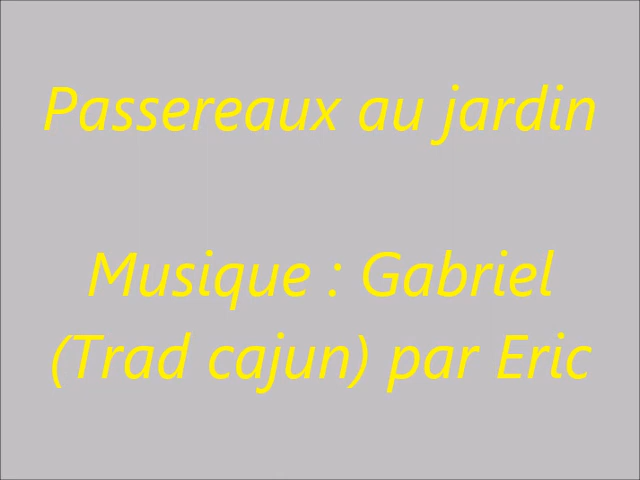 Passereaux au jardin
Musique : Gabriel
(Trad cajun) par Eric